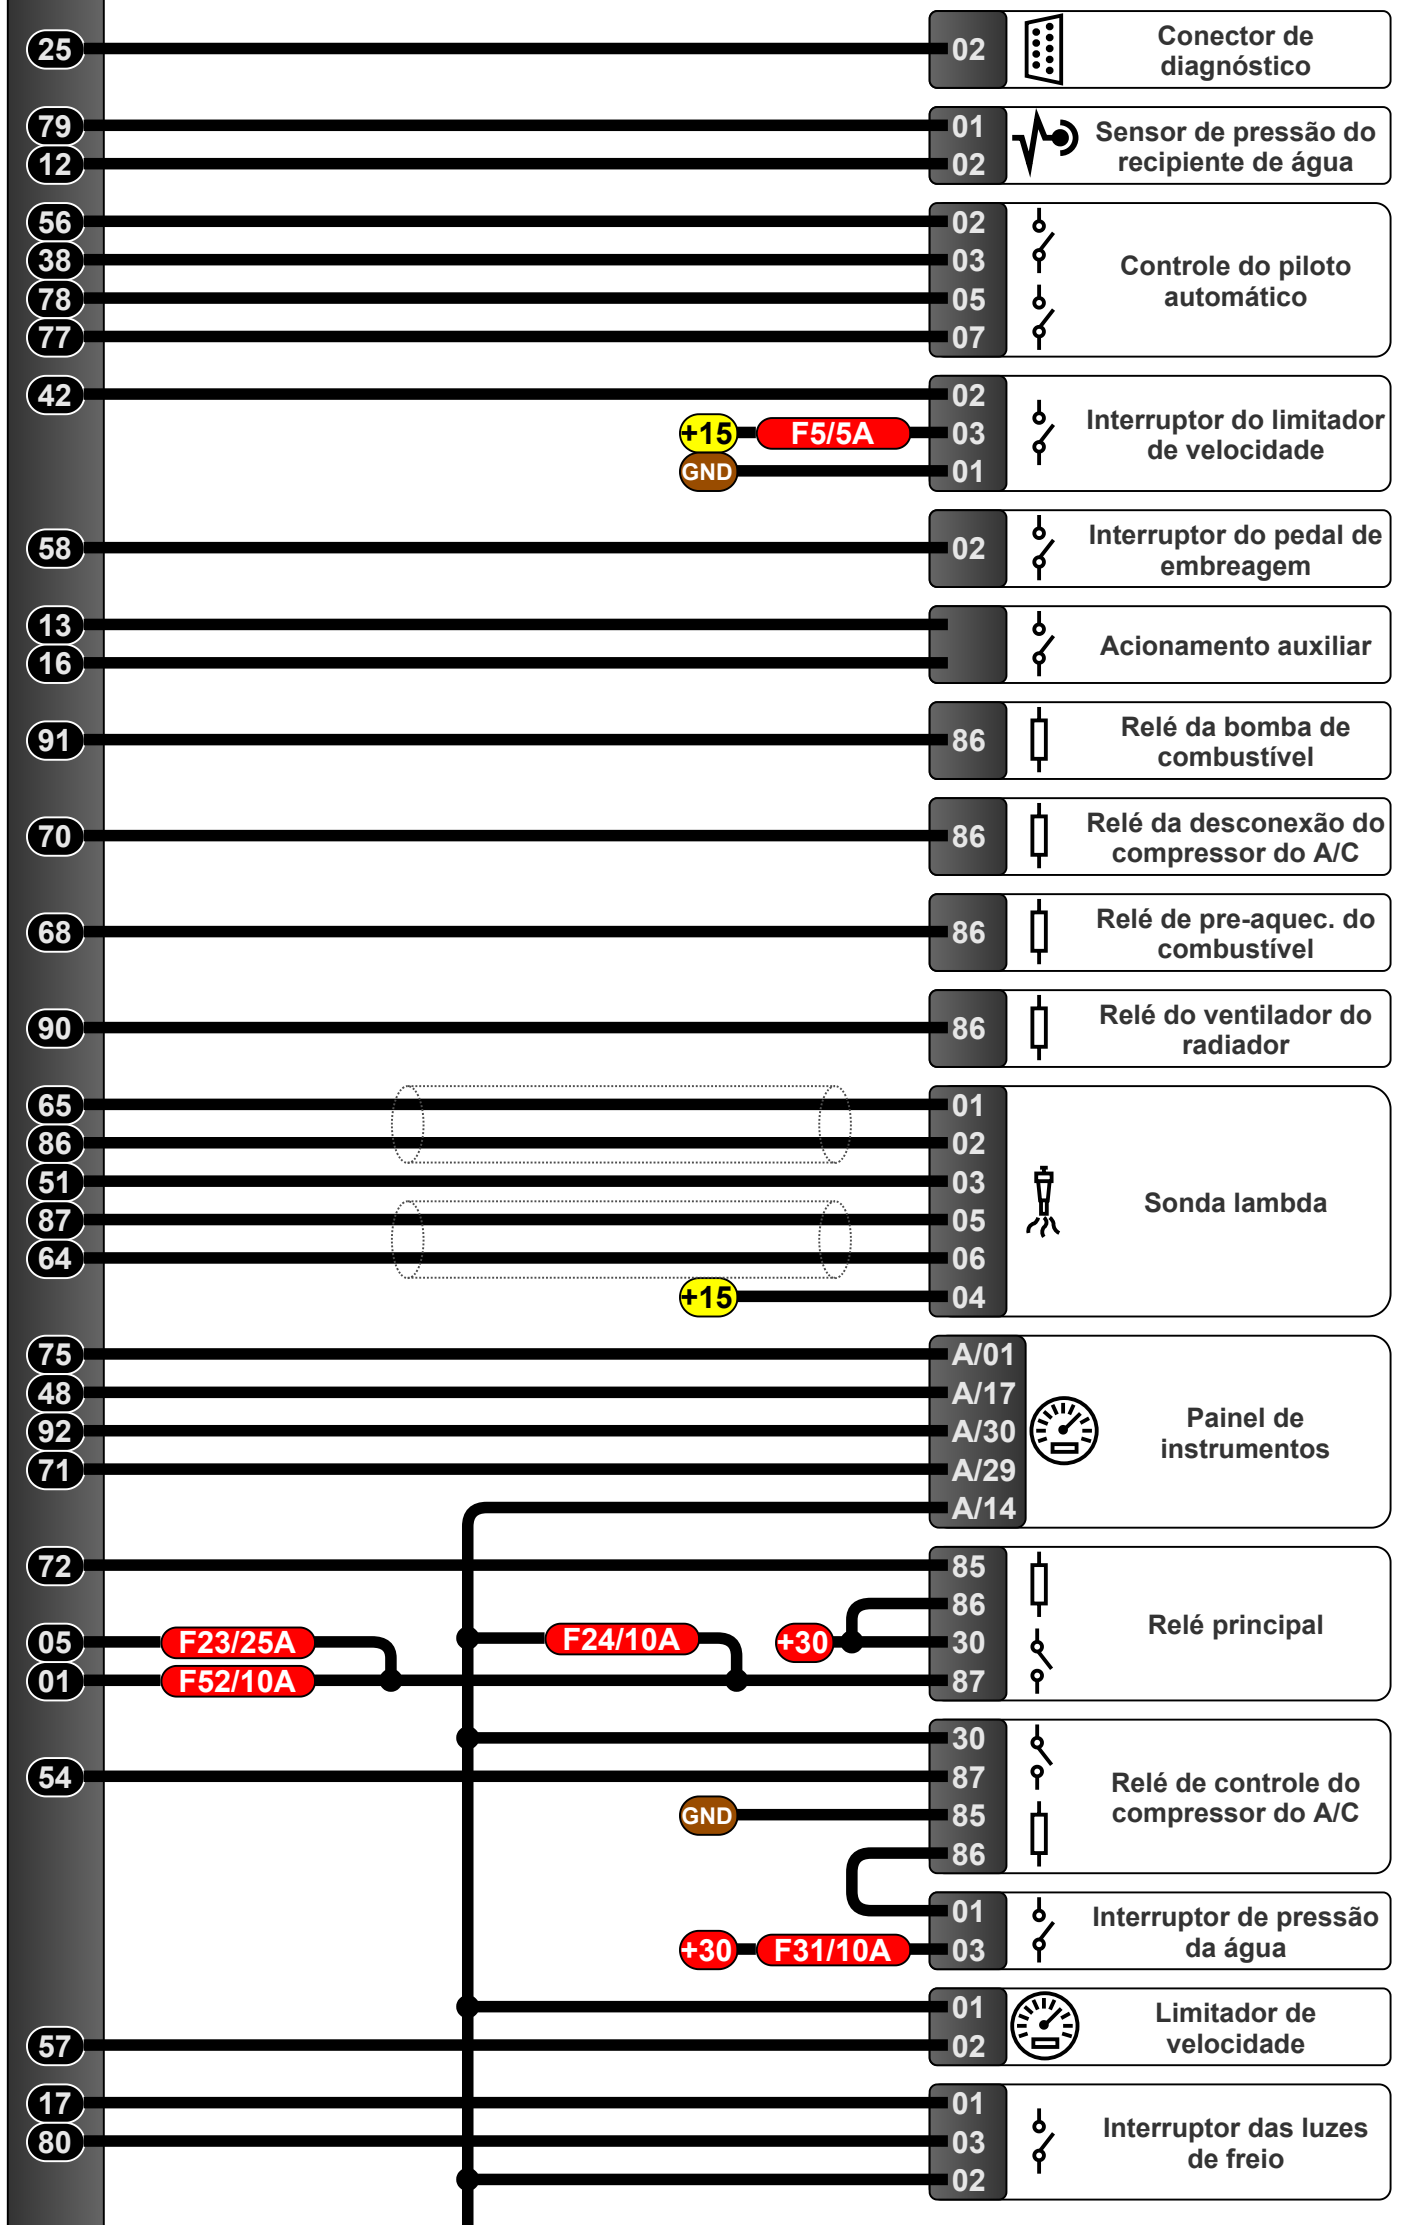 25 02 Conector de
diagnóstico
79 01 Sensor de pressão do
12 02 recipiente de água
56 02
38 03 Controle do piloto
78 05 automático
77 07
42 02
+15 F5/5A 03 Interruptor do limitador
GND 01 de velocidade
58 02 Interruptor do pedal de
embreagem
13
16 Acionamento auxiliar
91 86 Relé da bomba de
combustível
70 86 Relé da desconexão do
compressor do A/C
68 86 Relé de pre-aquec. do
combustível
90 86 Relé do ventilador do
radiador
65 01
86 02
51 03 Sonda lambda
87 05
64 06
+15 04
75 A/01
48 A/17 Painel de
92 A/30 instrumentos
71 A/29
A/14
72 85
86 Relé principal
05 F23/25A F24/10A +30 30
01 F52/10A 87
30
54 87 Relé de controle do
GND 85 compressor do A/C
86
01 Interruptor de pressão
+30 F31/10A 03 da água
01 Limitador de
57 02 velocidade
17 01 Interruptor das luzes
80 03 de freio
02